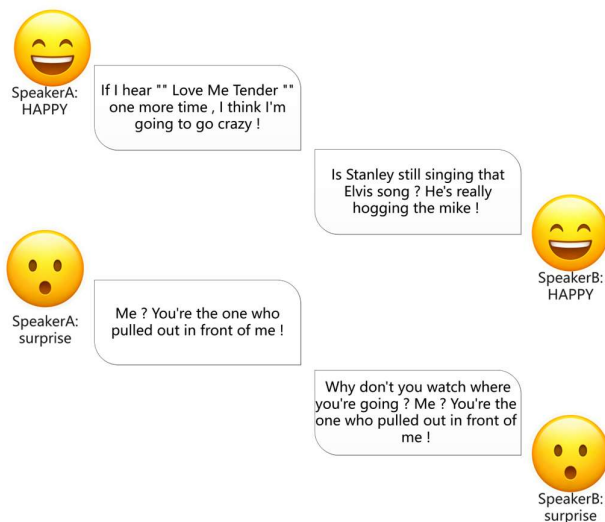 SpeakerA:
HAPPY
If I hear "" Love Me Tender ""
one more time , I think I'm
going to go crazy !
Is Stanley still singing that
Elvis song ? He's really
hogging the mike !
SpeakerB:
HAPPY
SpeakerA:
surprise
Me ? You're the one who
pulled out in front of me !
Why don't you watch where
you're going ? Me ? You're the
one who pulled out in front of
me !
SpeakerB:
surprise